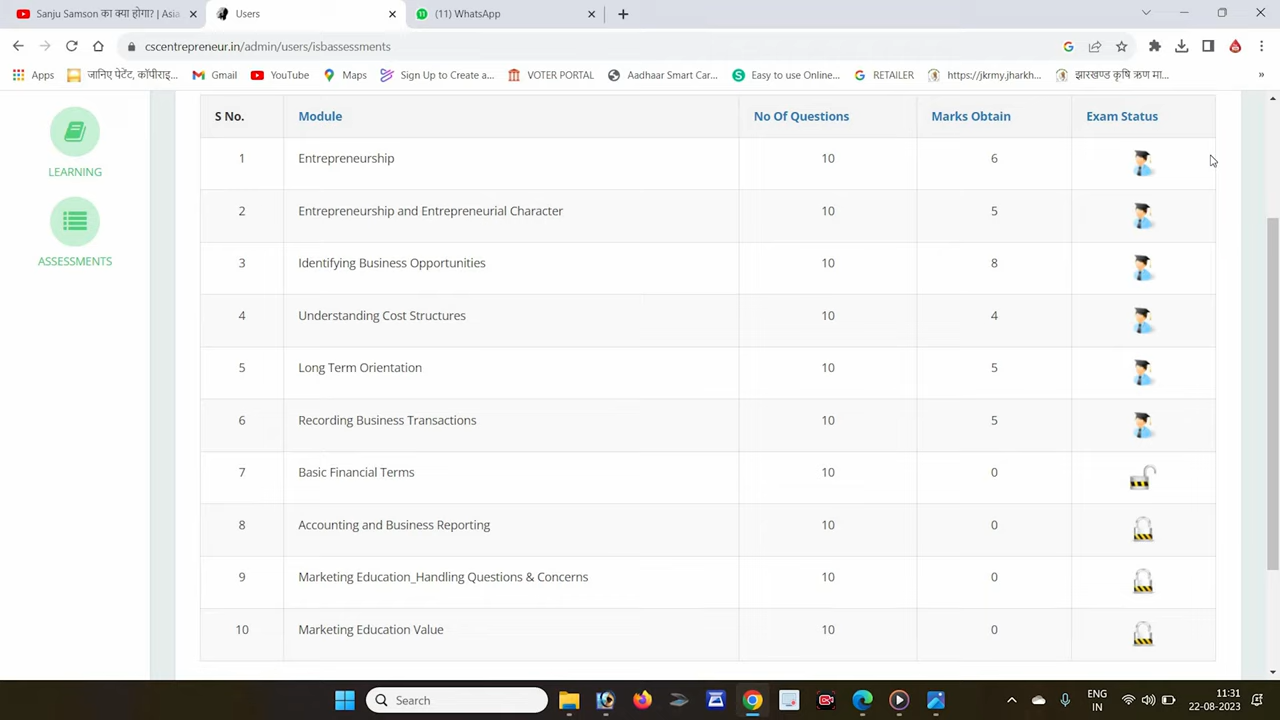 Sanju Samson का क्या होगा? | Asia
Users
(11) WhatsApp
cscentrepreneur.in/admin/users/isbassessments
Apps
जानिए पेटेंट, कॉपीराइ...
Gmail
YouTube
Maps
Sign Up to Create a...
VOTER PORTAL
Aadhaar Smart Car...
Easy to use Online...
RETAILER
https://jkrmy.jharkh...
झारखण्ड कृषि ऋण मा...
»
LEARNING
ASSESSMENTS
S No. Module No Of Questions Marks Obtain Exam Status
1 Entrepreneurship 10 6
2 Entrepreneurship and Entrepreneurial Character 10 5
3 Identifying Business Opportunities 10 8
4 Understanding Cost Structures 10 4
5 Long Term Orientation 10 5
6 Recording Business Transactions 10 5
7 Basic Financial Terms 10 0
8 Accounting and Business Reporting 10 0
9 Marketing Education_Handling Questions & Concerns 10 0
10 Marketing Education Value 10 0
Search
ENG
IN
11:31
22-08-2023